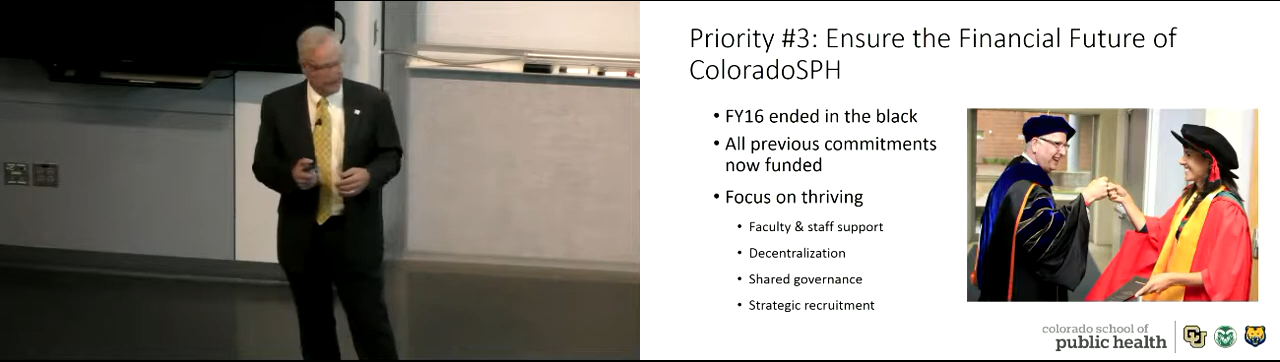 Priority #3: Ensure the Financial Future of
ColoradoSPH
• FY16 ended in the black
• All previous commitments
now funded
• Focus on thriving
• Faculty & staff support
• Decentralization
• Shared governance
• Strategic recruitment
colorado school of
public health
CU